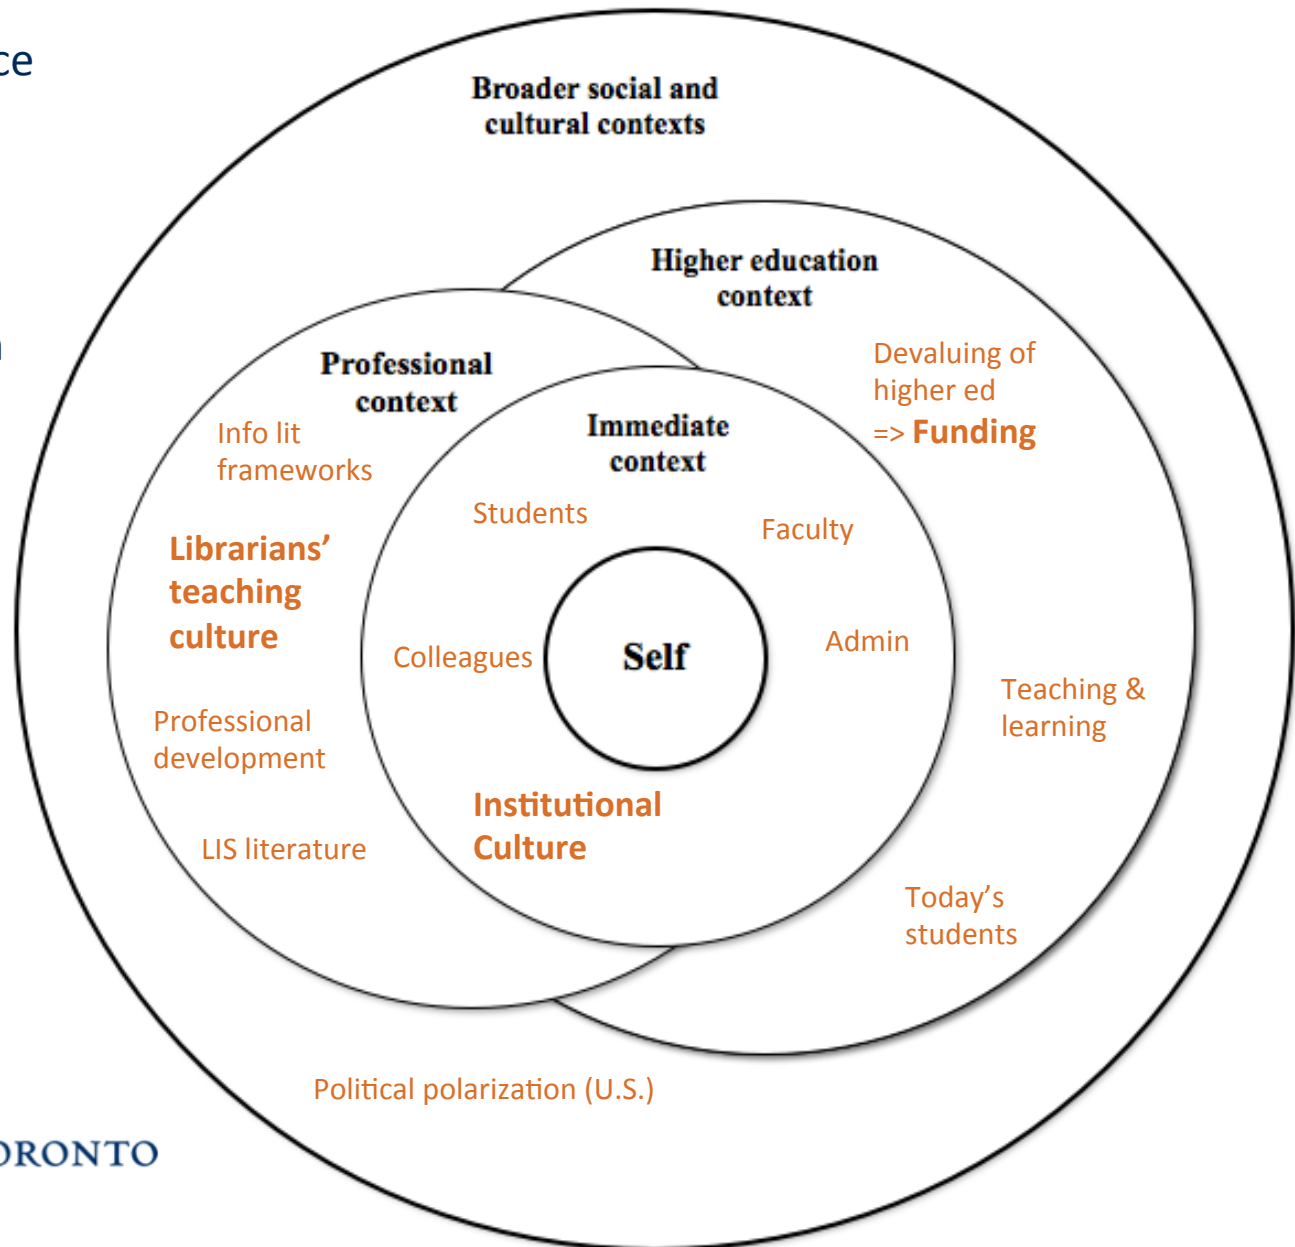 Broader social and
cultural contexts
Higher education
context
Devaluing of
higher ed
=> Funding
Professional
context
Info lit
frameworks
Librarians’
teaching
culture
Professional
development
LIS literature
Immediate
context
Students
Faculty
Colleagues
Self
Admin
Institutional
Culture
Teaching &
learning
Today’s
students
Political polarization (U.S.)